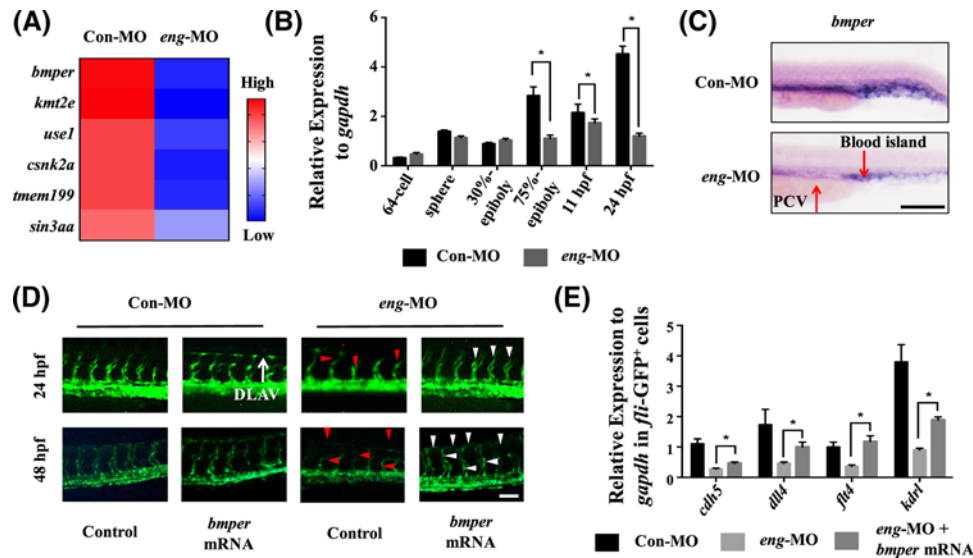 (A)
Con-MO eng-MO
bmper
kmt2e
use1
csnk2a
tmem199
sin3aa
High
Low
(B)
Relative Expression
to gapdh
6
4
2
0
64-cell
sphere
30%-
epiboly
75%-
epiboly
11 hpf
24 hpf
*
*
*
Con-MO
eng-MO
(C)
bmper
Con-MO
eng-MO
Blood island
PCV
(D)
Con-MO
eng-MO
24 hpf
48 hpf
DLAV
Control
bmper
mRNA
Control
bmper
mRNA
(E)
Relative Expression to
gapdh in fli-GFP+ cells
5
4
3
2
1
0
cdh5
dll4
flt4
kdrl
*
*
*
*
Con-MO
eng-MO
eng-MO +
bmper mRNA